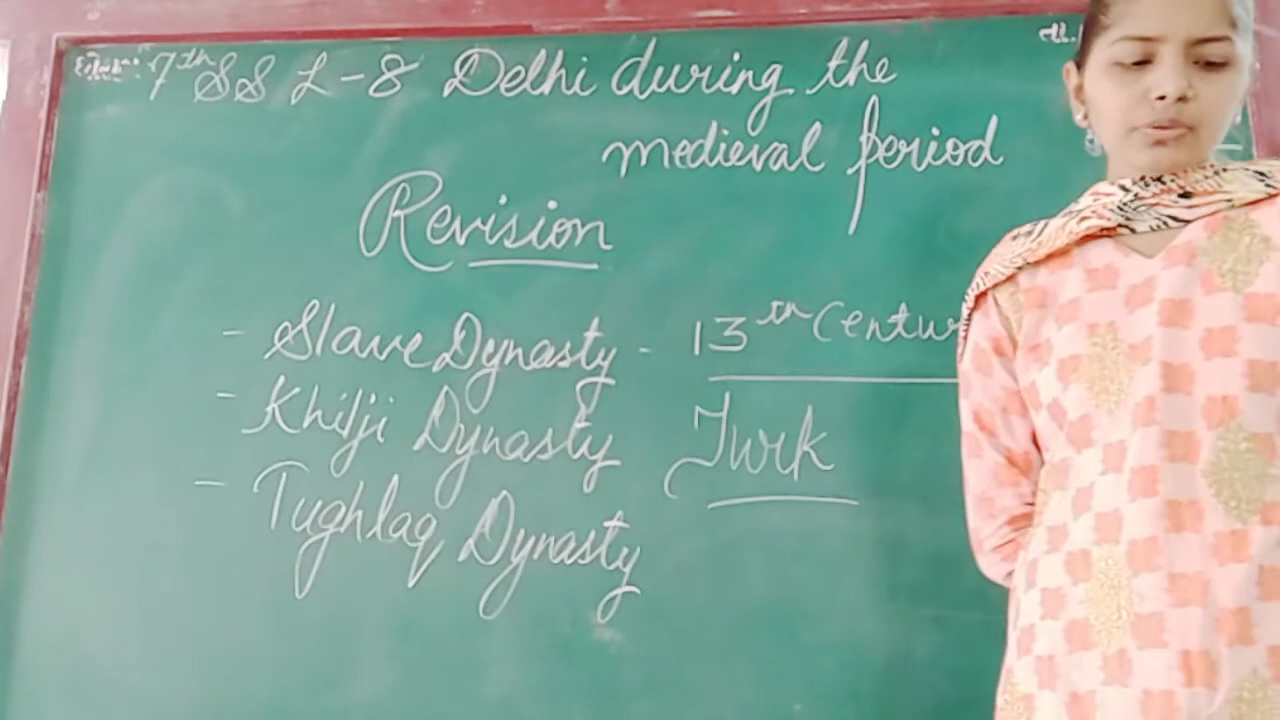 7th SS L-8 Delhi during the
medieval period
Revision
- Slave Dynasty - 13th Centu
- Khilji Dynasty Turk
- Tughlaq Dynasty